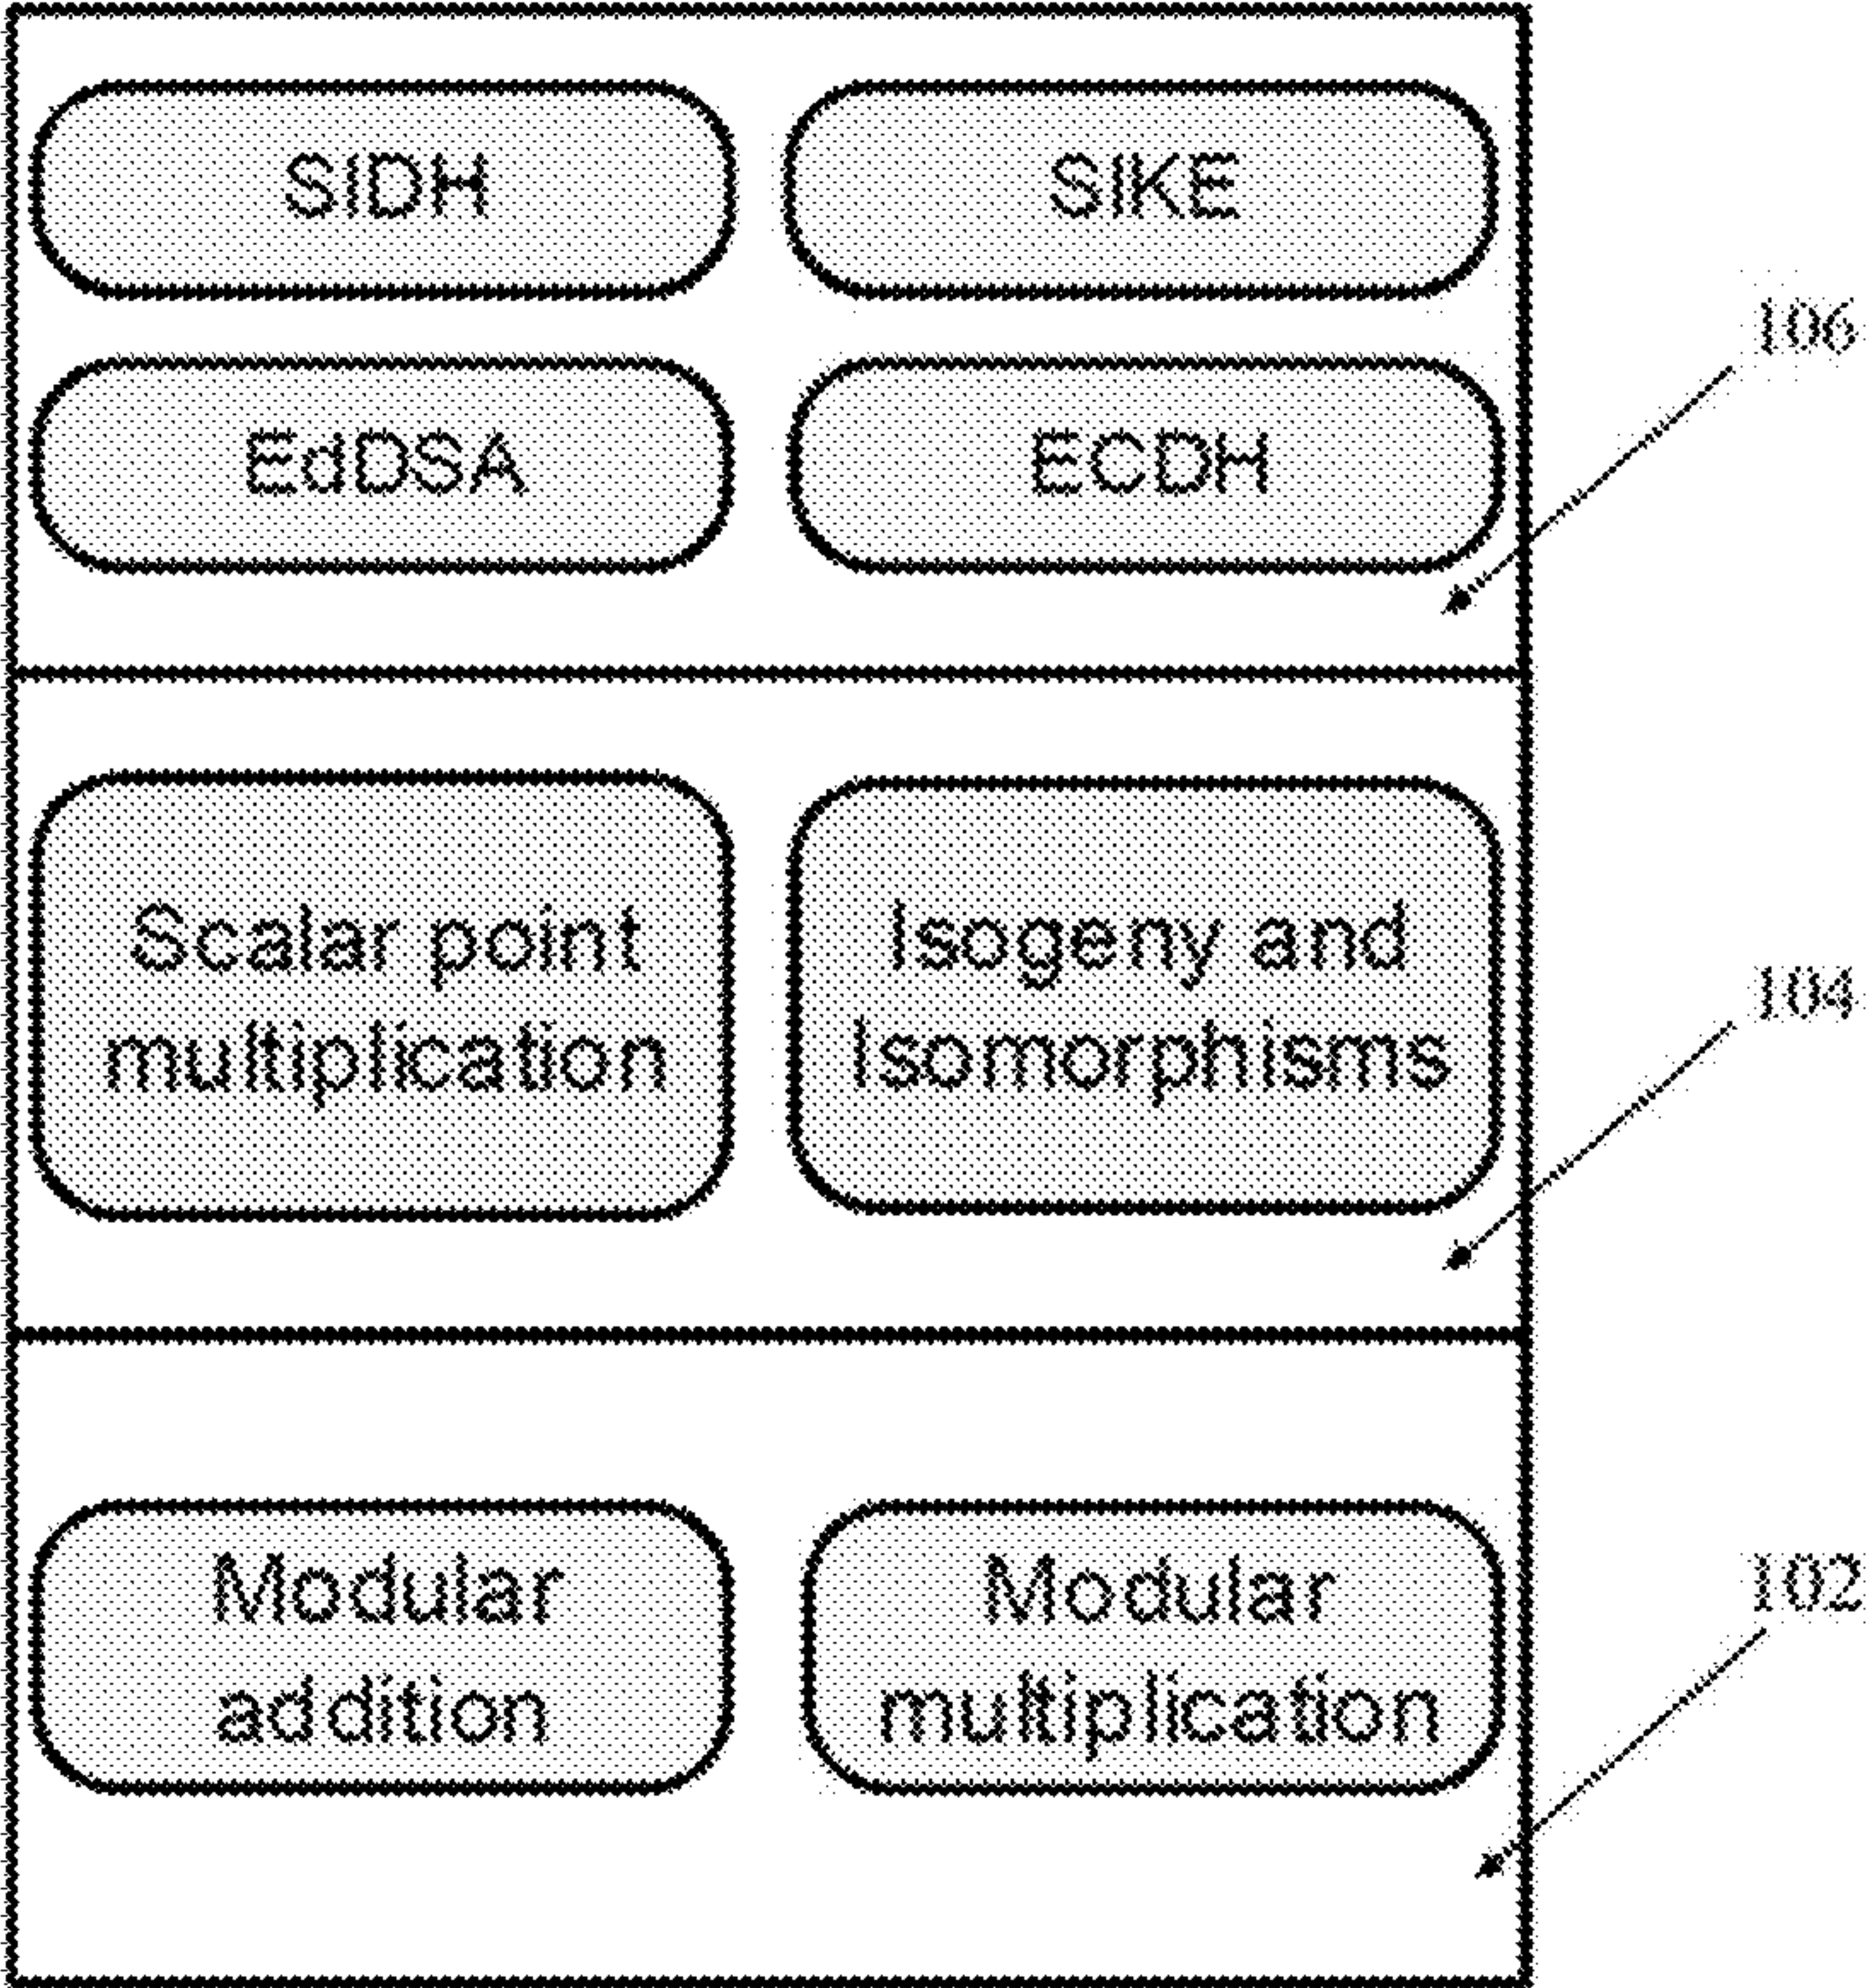 SIDH
SIKE
106
EdDSA
ECDH
Scalar point
multiplication
Isogeny and
Isomorphisms
104
Modular
addition
Modular
multiplication
102